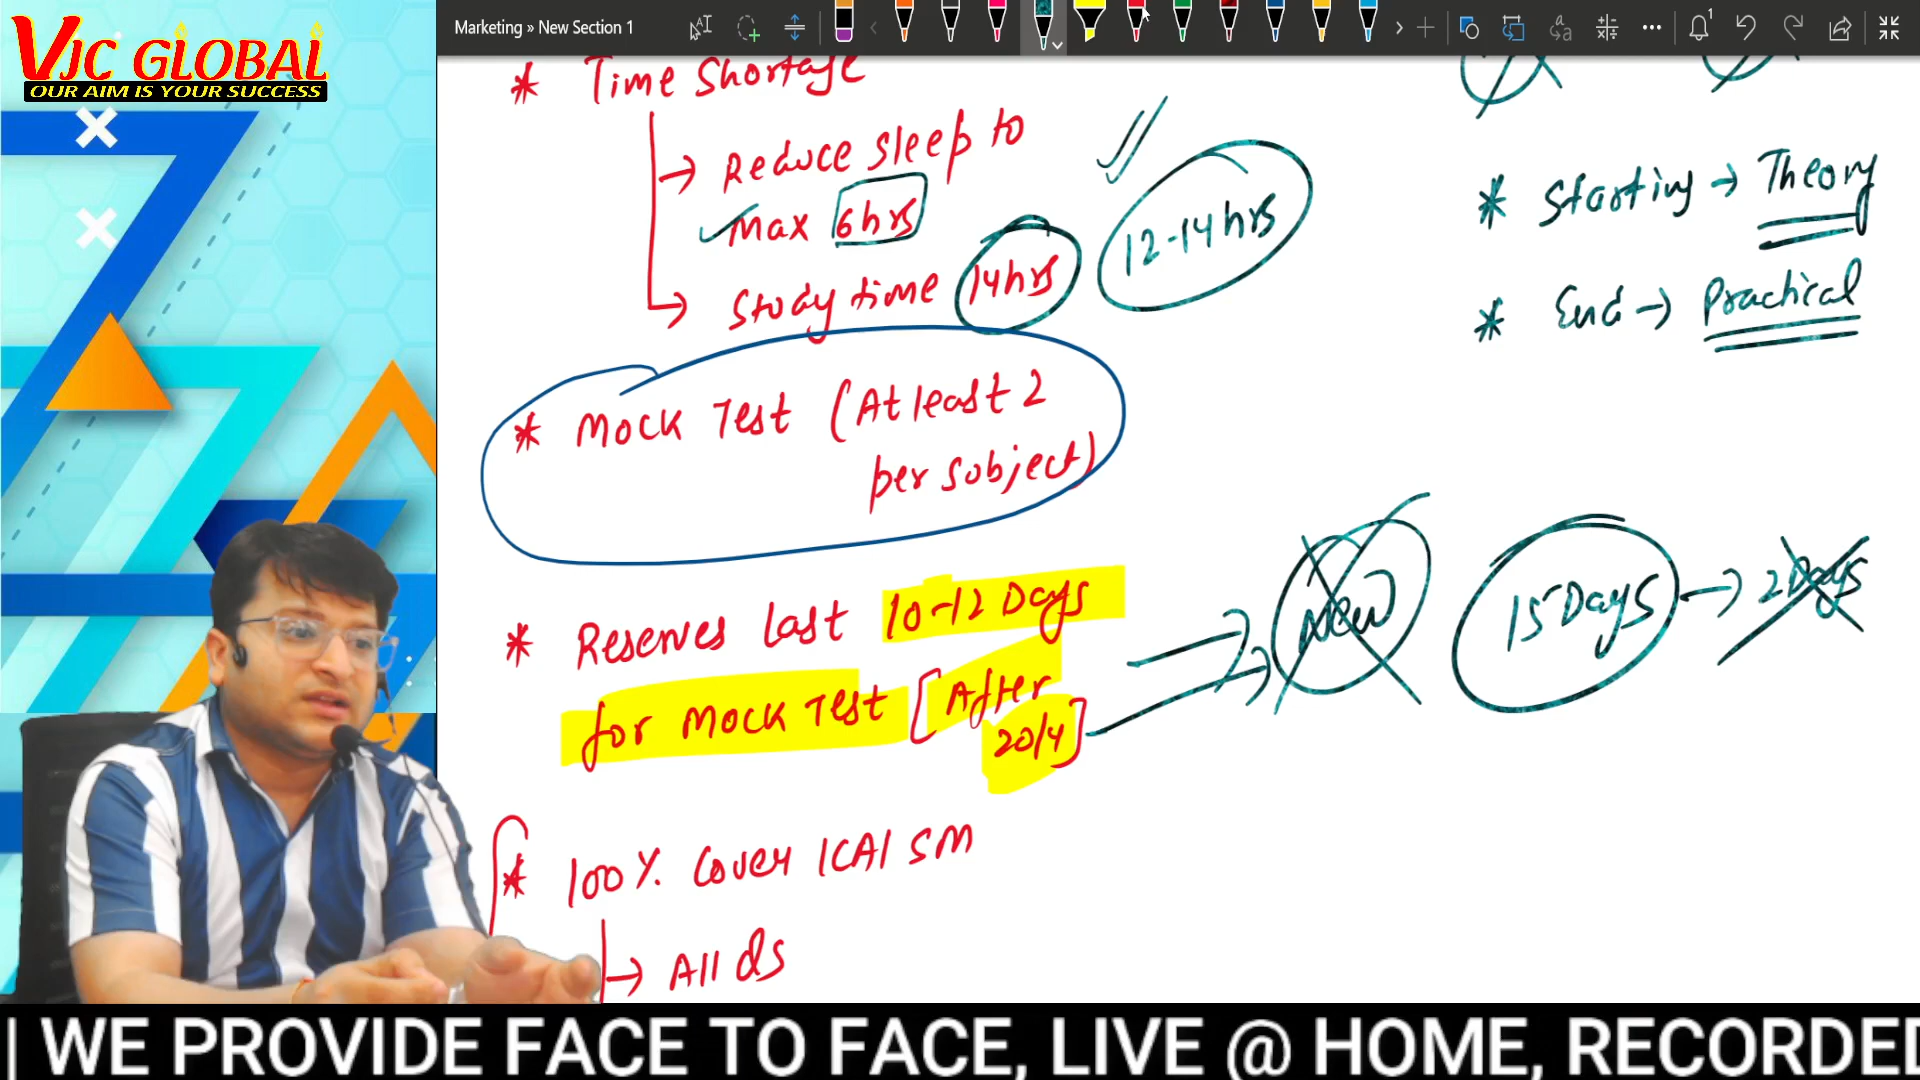 VJC GLOBAL
OUR AIM IS YOUR SUCCESS
Marketing » New Section 1
* Time Shortage
→ Reduce sleep to
Max 6hrs
12-14hrs
→ Study time 14hrs
* Starting → Theory
* End → Practical
* Mock Test (At least 2
per subject)
* Reserves last 10-12 Days
for Mock Test [After
20/4]
New
15 Days → 2 Days
* 100% Cover ICAI SM
→ All
| WE PROVIDE FACE TO FACE, LIVE @ HOME, RECORDED